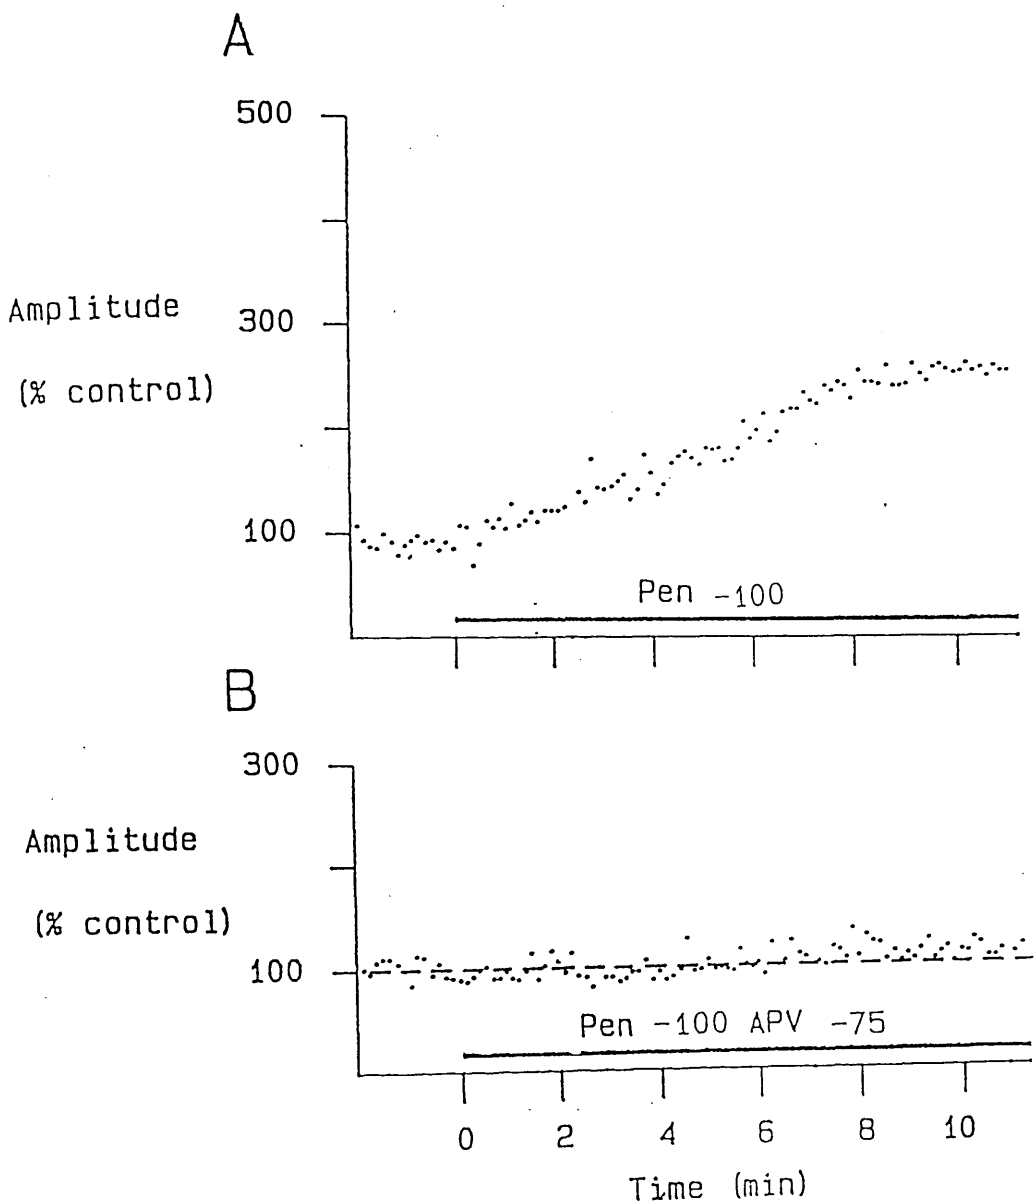 A
500
Amplitude
300
(% control)
100
Pen -100
B
300
Amplitude
(% control)
100
Pen -100 APV -75
0 2 4 6 8 10
Time (min)